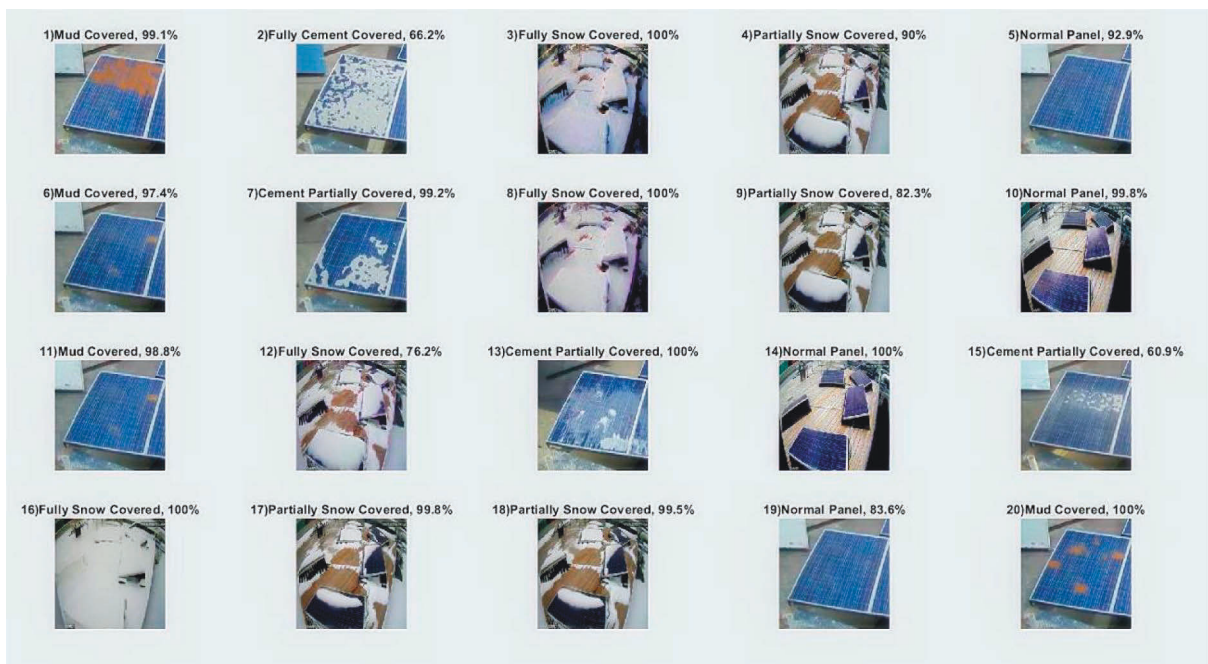 1)Mud Covered, 99.1%
2)Fully Cement Covered, 66.2%
3)Fully Snow Covered, 100%
4)Partially Snow Covered, 90%
5)Normal Panel, 92.9%
6)Mud Covered, 97.4%
7)Cement Partially Covered, 99.2%
8)Fully Snow Covered, 100%
9)Partially Snow Covered, 82.3%
10)Normal Panel, 99.8%
11)Mud Covered, 98.8%
12)Fully Snow Covered, 76.2%
13)Cement Partially Covered, 100%
14)Normal Panel, 100%
15)Cement Partially Covered, 60.9%
16)Fully Snow Covered, 100%
17)Partially Snow Covered, 99.8%
18)Partially Snow Covered, 99.5%
19)Normal Panel, 83.6%
20)Mud Covered, 100%